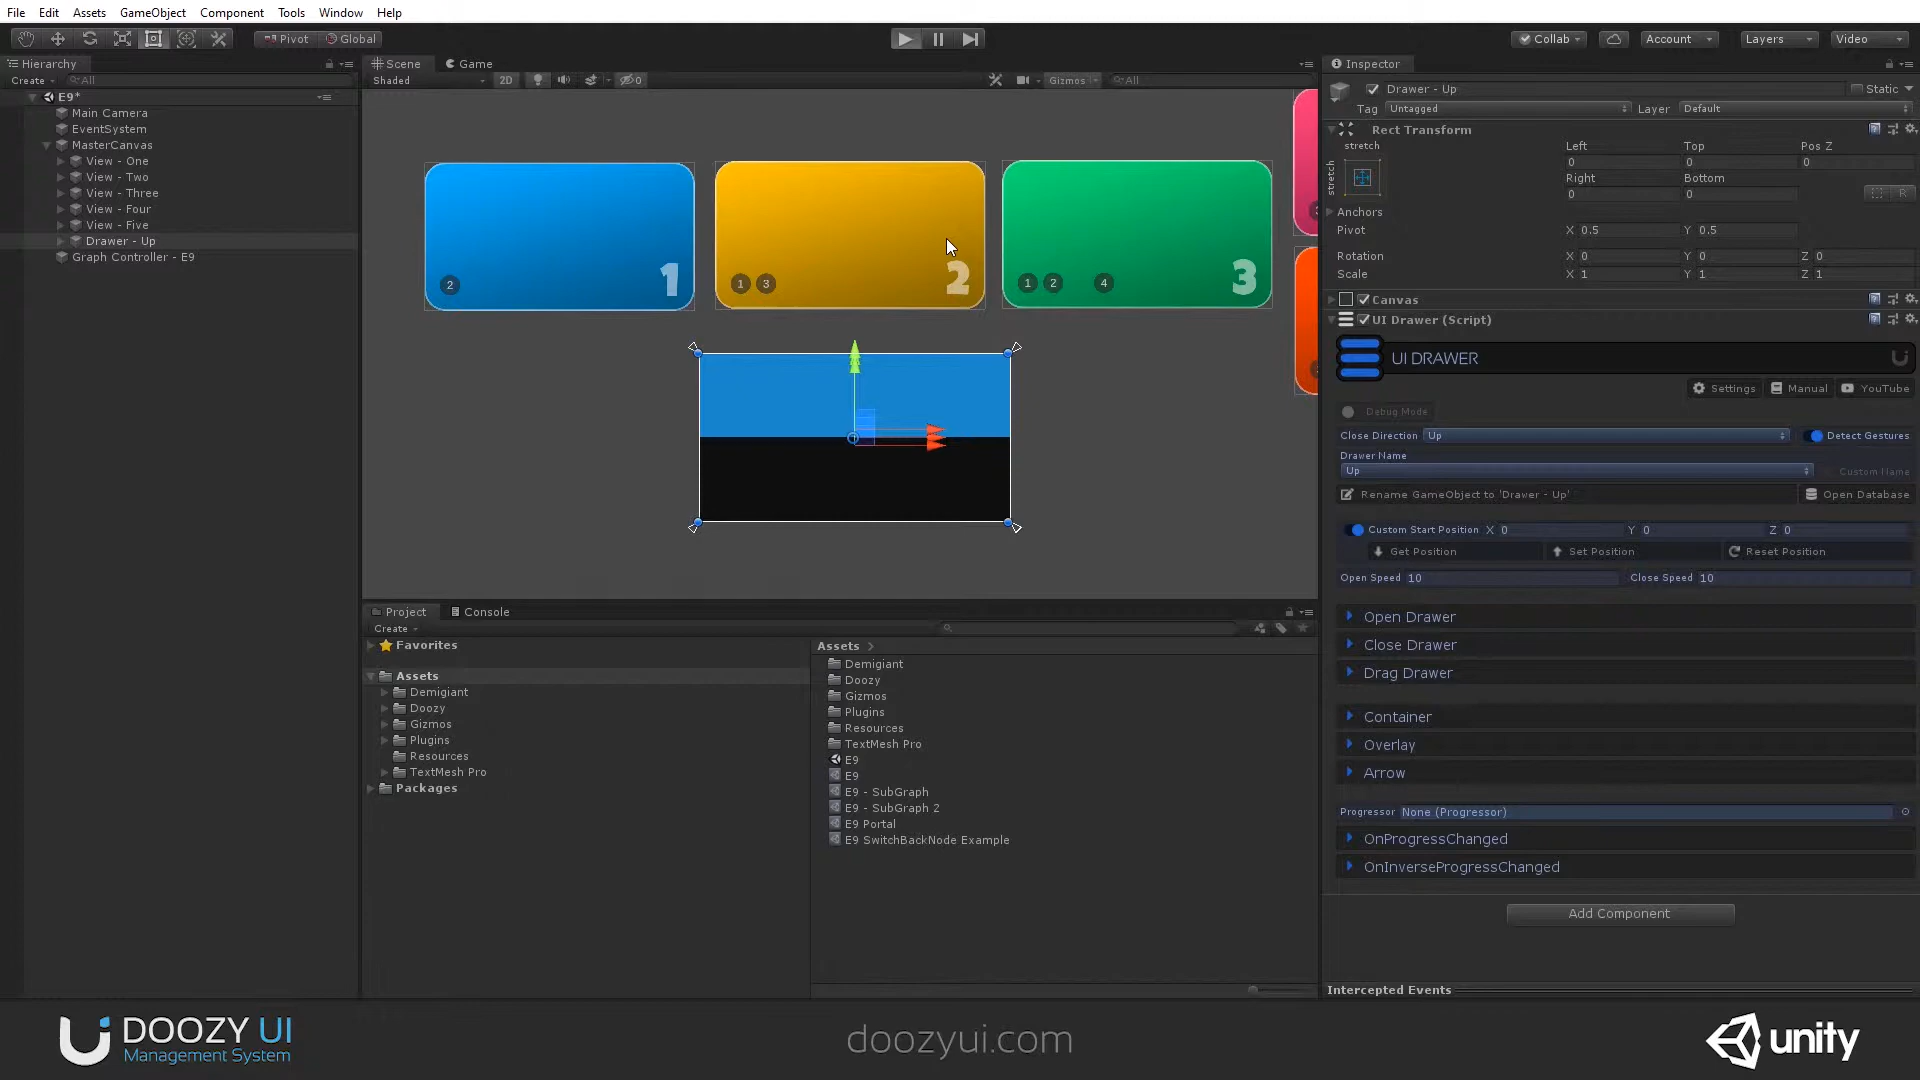 File Edit Assets GameObject Component Tools Window Help
Pivot Global
Collab Account Layers Video
Hierarchy
Create All
E9*
Main Camera
EventSystem
MasterCanvas
View - One
View - Two
View - Three
View - Four
View - Five
Drawer - Up
Graph Controller - E9
Scene Game
Shaded 2D 0 Gizmos All
2 1
1 3 2
1 2 4 3
Project Console
Create
Favorites
Assets
Demigiant
Doozy
Gizmos
Plugins
Resources
TextMesh Pro
Packages
Assets
Demigiant
Doozy
Gizmos
Plugins
Resources
TextMesh Pro
E9
E9
E9 - SubGraph
E9 - SubGraph 2
E9 Portal
E9 SwitchBackNode Example
Inspector
Drawer - Up Static
Tag Untagged Layer Default
Rect Transform
stretch
stretch
Left Top Pos Z
0 0 0
Right Bottom
0 0 R
Anchors
Pivot X 0.5 Y 0.5
Rotation X 0 Y 0 Z 0
Scale X 1 Y 1 Z 1
Canvas
UI Drawer (Script)
UI DRAWER
Settings Manual YouTube
Debug Mode
Close Direction Up Detect Gestures
Drawer Name
Up Custom Name
Rename GameObject to 'Drawer - Up' Open Database
Custom Start Position X 0 Y 0 Z 0
Get Position Set Position Reset Position
Open Speed 10 Close Speed 10
Open Drawer
Close Drawer
Drag Drawer
Container
Overlay
Arrow
Progressor None (Progressor)
OnProgressChanged
OnInverseProgressChanged
Add Component
Intercepted Events
DOOZY UI
Management System
doozyui.com
unity